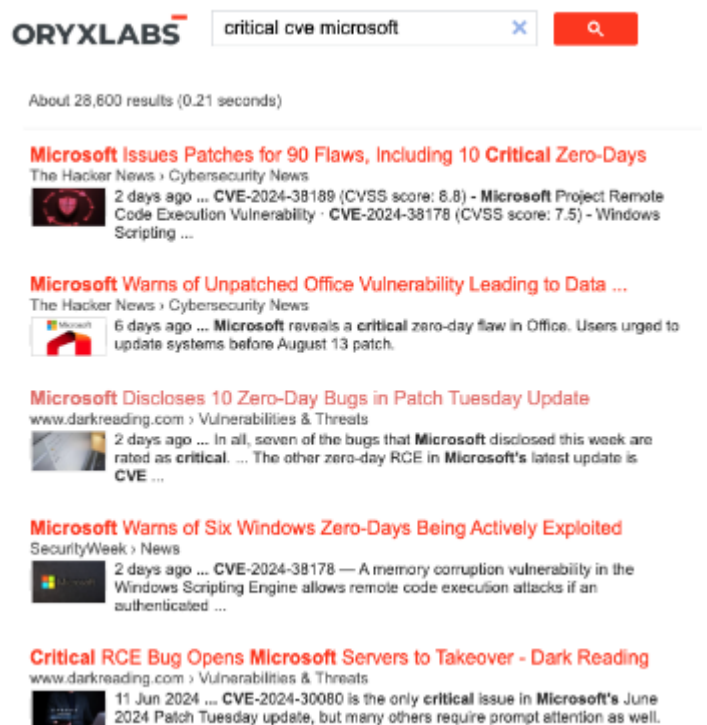 ORYXLABS
critical cve microsoft
About 28,600 results (0.21 seconds)
Microsoft Issues Patches for 90 Flaws, Including 10 Critical Zero-Days
The Hacker News › Cybersecurity News
2 days ago ... CVE-2024-38189 (CVSS score: 8.8) - Microsoft Project Remote
Code Execution Vulnerability · CVE-2024-38178 (CVSS score: 7.5) - Windows
Scripting ...
Microsoft Warns of Unpatched Office Vulnerability Leading to Data ...
The Hacker News › Cybersecurity News
Microsoft
6 days ago ... Microsoft reveals a critical zero-day flaw in Office. Users urged to
update systems before August 13 patch.
Microsoft Discloses 10 Zero-Day Bugs in Patch Tuesday Update
www.darkreading.com › Vulnerabilities & Threats
2 days ago ... In all, seven of the bugs that Microsoft disclosed this week are
rated as critical. ... The other zero-day RCE in Microsoft's latest update is
CVE ...
Microsoft Warns of Six Windows Zero-Days Being Actively Exploited
SecurityWeek › News
Microsoft
2 days ago ... CVE-2024-38178 — A memory corruption vulnerability in the
Windows Scripting Engine allows remote code execution attacks if an
authenticated ...
Critical RCE Bug Opens Microsoft Servers to Takeover - Dark Reading
www.darkreading.com › Vulnerabilities & Threats
11 Jun 2024 ... CVE-2024-30080 is the only critical issue in Microsoft's June
2024 Patch Tuesday update, but many others require prompt attention as well.